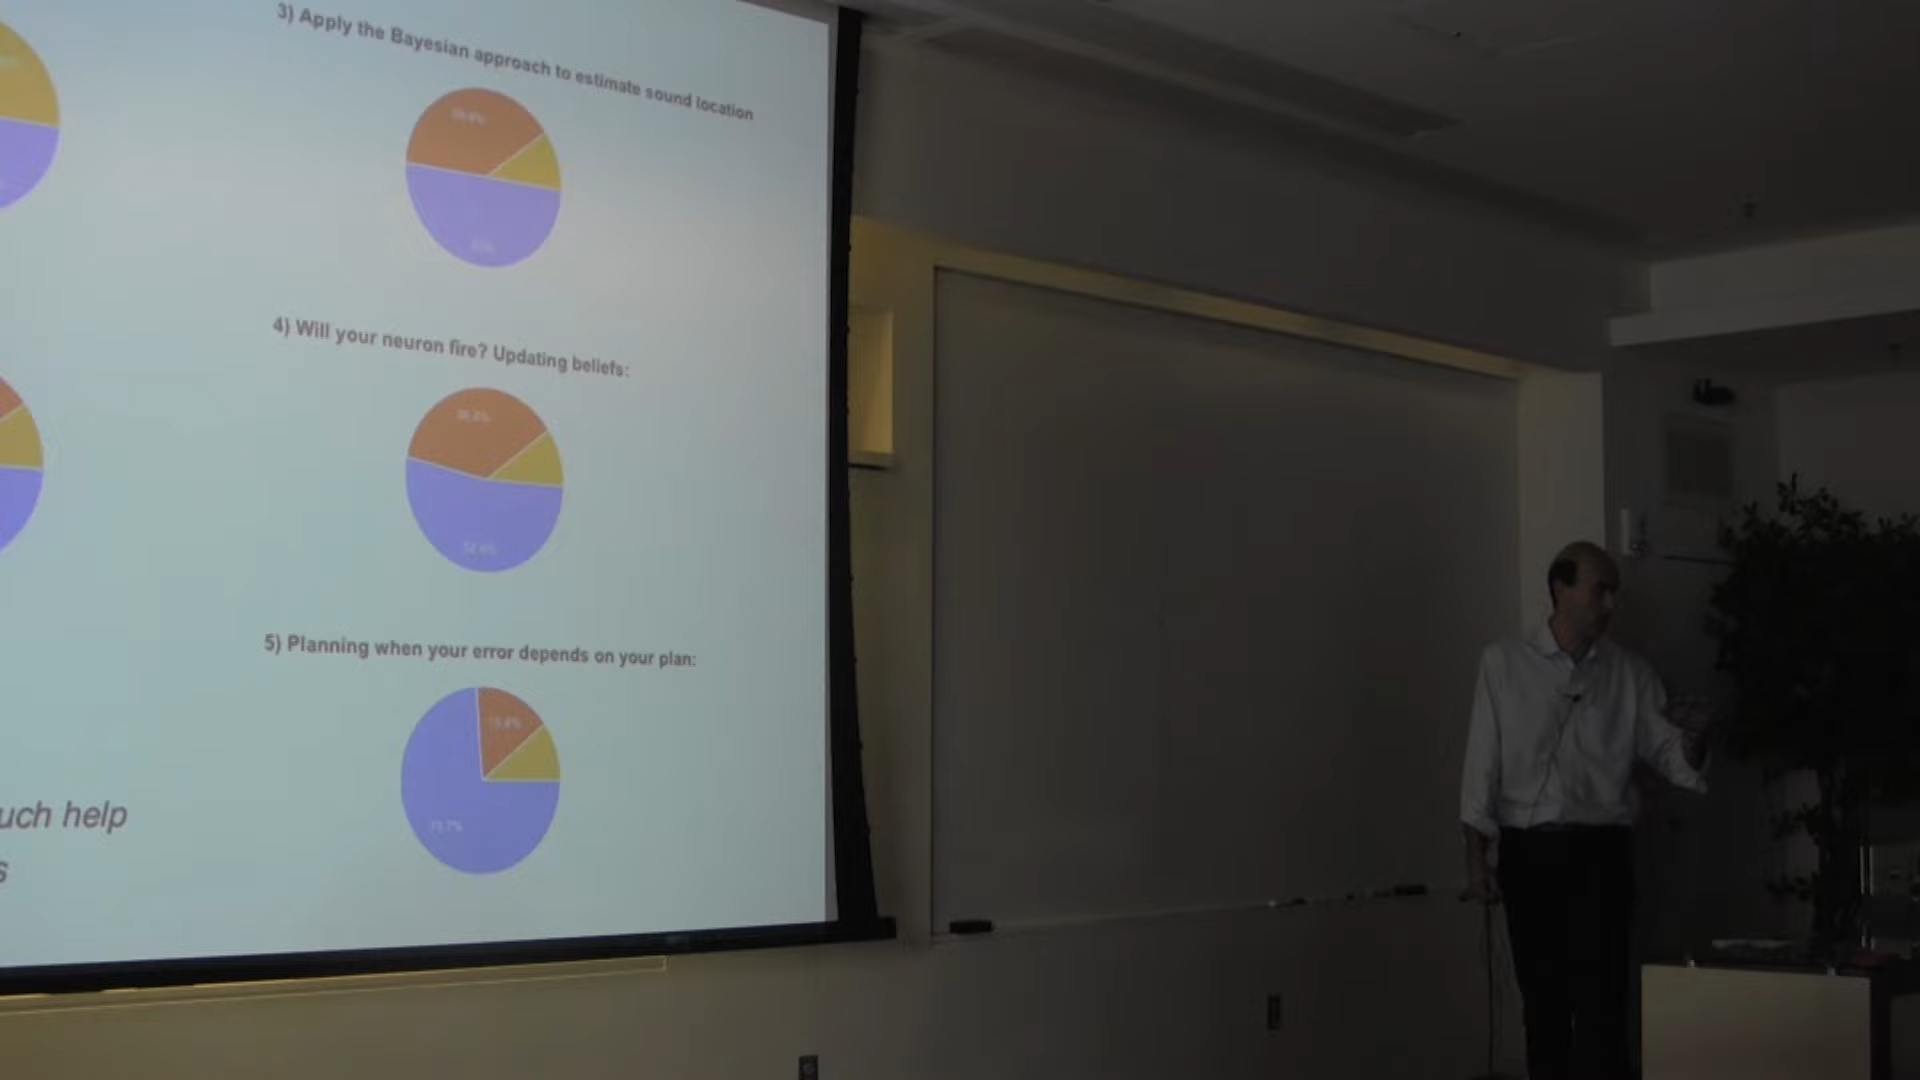 3) Apply the Bayesian approach to estimate sound location
4) Will your neuron fire? Updating beliefs:
5) Planning when your error depends on your plan:
help